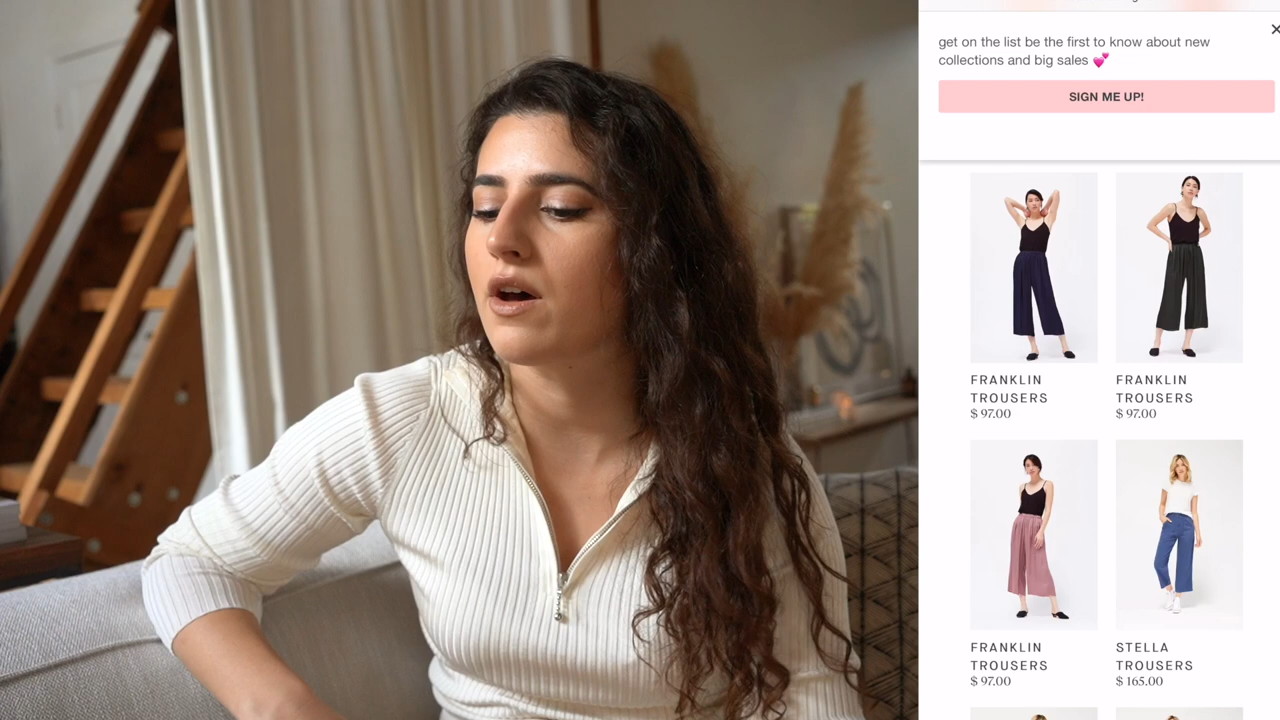 get on the list be the first to know about new
collections and big sales 💕
SIGN ME UP!
FRANKLIN
TROUSERS
$ 97.00
FRANKLIN
TROUSERS
$ 97.00
FRANKLIN
TROUSERS
$ 97.00
STELLA
TROUSERS
$ 165.00